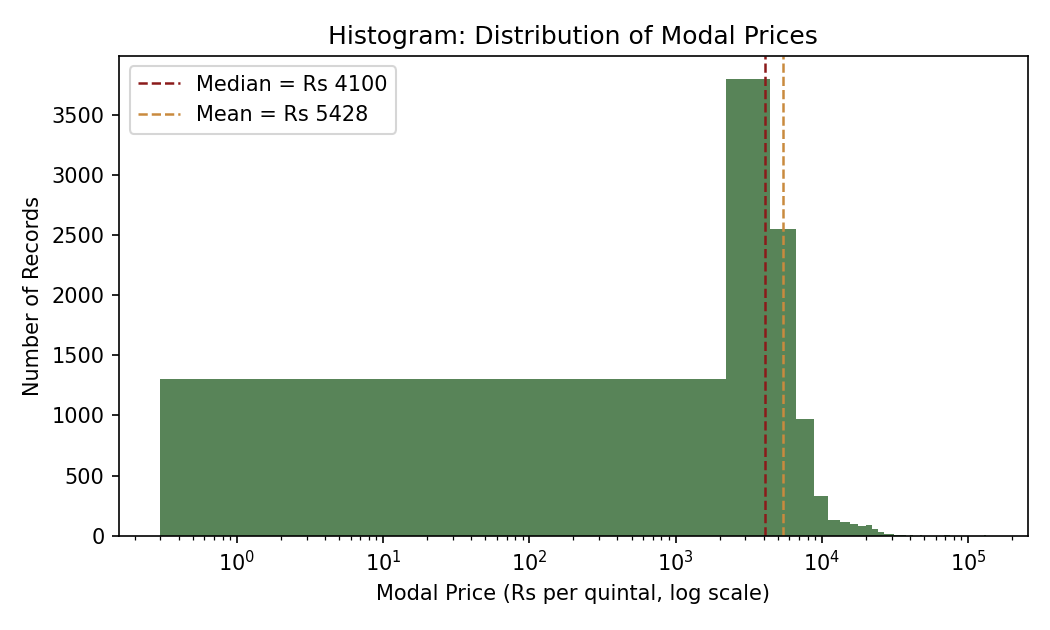 Histogram: Distribution of Modal Prices
Median = Rs 4100
Mean = Rs 5428
Number of Records
3500
3000
2500
2000
1500
1000
500
0
10⁰ 10¹ 10² 10³ 10⁴ 10⁵
Modal Price (Rs per quintal, log scale)